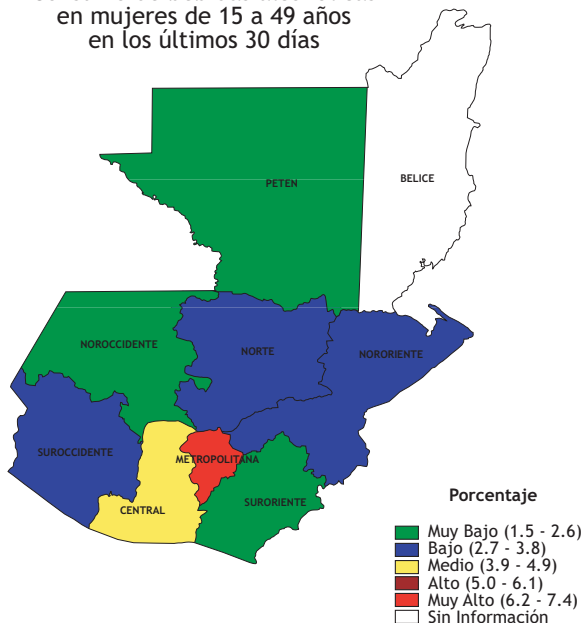 en mujeres de 15 a 49 años
en los últimos 30 días
PETEN
BELICE
NOROCCIDENTE
NORTE
NORORIENTE
SUROCCIDENTE
METROPOLITANA
CENTRAL
SURORIENTE
Porcentaje
Muy Bajo (1.5 - 2.6)
Bajo (2.7 - 3.8)
Medio (3.9 - 4.9)
Alto (5.0 - 6.1)
Muy Alto (6.2 - 7.4)
Sin Información